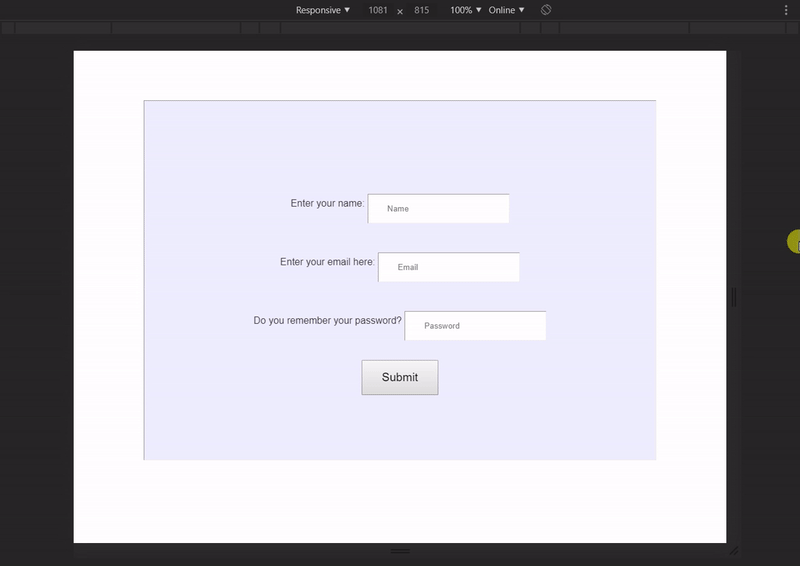 Responsive ▼ 1081 × 815 100% ▼ Online ▼
Enter your name: Name
Enter your email here: Email
Do you remember your password? Password
Submit